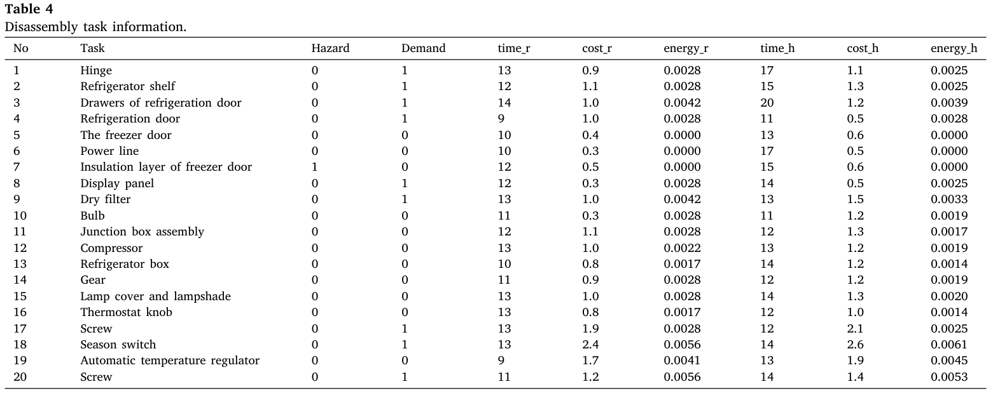 Table 4
Disassembly task information.
No Task Hazard Demand time_r cost_r energy_r time_h cost_h energy_h
1 Hinge 0 1 13 0.9 0.0028 17 1.1 0.0025
2 Refrigerator shelf 0 1 12 1.1 0.0028 15 1.3 0.0025
3 Drawers of refrigeration door 0 1 14 1.0 0.0042 20 1.2 0.0039
4 Refrigeration door 0 1 9 1.0 0.0028 11 0.5 0.0028
5 The freezer door 0 0 10 0.4 0.0000 13 0.6 0.0000
6 Power line 0 0 10 0.3 0.0000 17 0.5 0.0000
7 Insulation layer of freezer door 1 0 12 0.5 0.0000 15 0.6 0.0000
8 Display panel 0 1 12 0.3 0.0028 14 0.5 0.0025
9 Dry filter 0 1 13 1.0 0.0042 13 1.5 0.0033
10 Bulb 0 0 11 0.3 0.0028 11 1.2 0.0019
11 Junction box assembly 0 0 12 1.1 0.0028 12 1.3 0.0017
12 Compressor 0 0 13 1.0 0.0022 13 1.2 0.0019
13 Refrigerator box 0 0 10 0.8 0.0017 14 1.2 0.0014
14 Gear 0 0 11 0.9 0.0028 12 1.2 0.0019
15 Lamp cover and lampshade 0 0 13 1.0 0.0028 14 1.3 0.0020
16 Thermostat knob 0 0 13 0.8 0.0017 12 1.0 0.0014
17 Screw 0 1 13 1.9 0.0028 12 2.1 0.0025
18 Season switch 0 1 13 2.4 0.0056 14 2.6 0.0061
19 Automatic temperature regulator 0 0 9 1.7 0.0041 13 1.9 0.0045
20 Screw 0 1 11 1.2 0.0056 14 1.4 0.0053